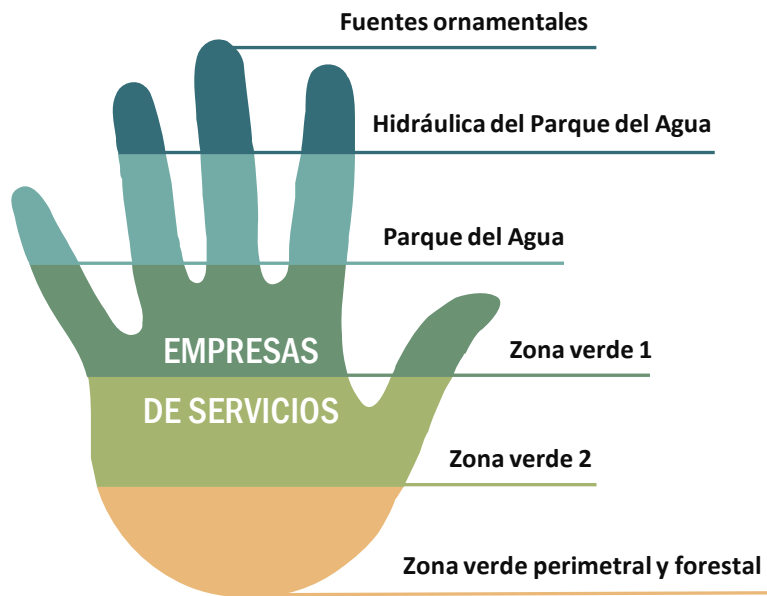 Fuentes ornamentales
Hidráulica del Parque del Agua
Parque del Agua
EMPRESAS
Zona verde 1
DE SERVICIOS
Zona verde 2
Zona verde perimetral y forestal